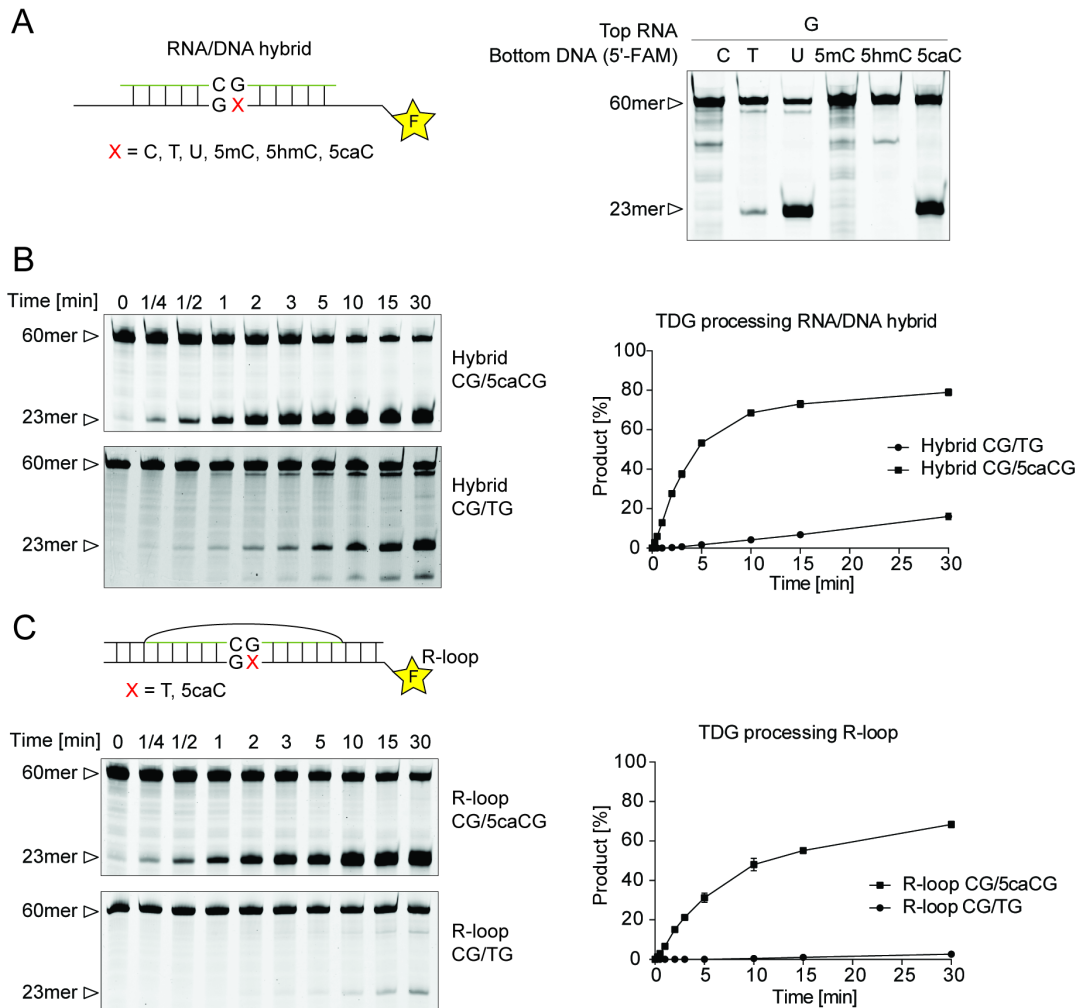 A
RNA/DNA hybrid
C G
G X
F
X = C, T, U, 5mC, 5hmC, 5caC
Top RNA G
Bottom DNA (5'-FAM) C T U 5mC 5hmC 5caC
60mer
23mer
B
Time [min] 0 1/4 1/2 1 2 3 5 10 15 30
60mer
Hybrid
CG/5caCG
23mer
60mer
Hybrid
CG/TG
23mer
TDG processing RNA/DNA hybrid
Product [%]
100
80
60
40
20
0
0 5 10 15 20 25 30
Time [min]
Hybrid CG/TG
Hybrid CG/5caCG
C
C G
G X
F
R-loop
X = T, 5caC
Time [min] 0 1/4 1/2 1 2 3 5 10 15 30
60mer
R-loop
CG/5caCG
23mer
60mer
R-loop
CG/TG
23mer
TDG processing R-loop
Product [%]
100
80
60
40
20
0
0 5 10 15 20 25 30
Time [min]
R-loop CG/5caCG
R-loop CG/TG